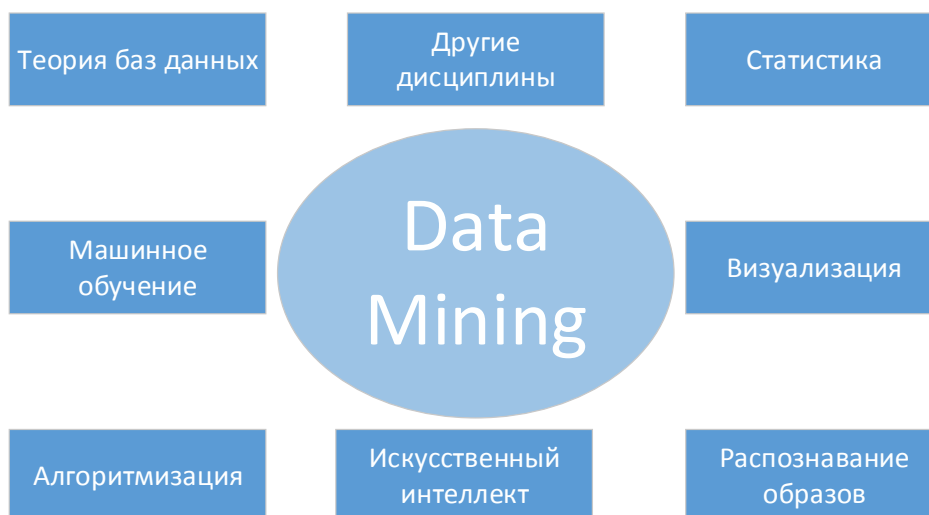 Теория баз данных
Другие
дисциплины
Статистика
Машинное
обучение
Data
Mining
Визуализация
Алгоритмизация
Искусственный
интеллект
Распознавание
образов